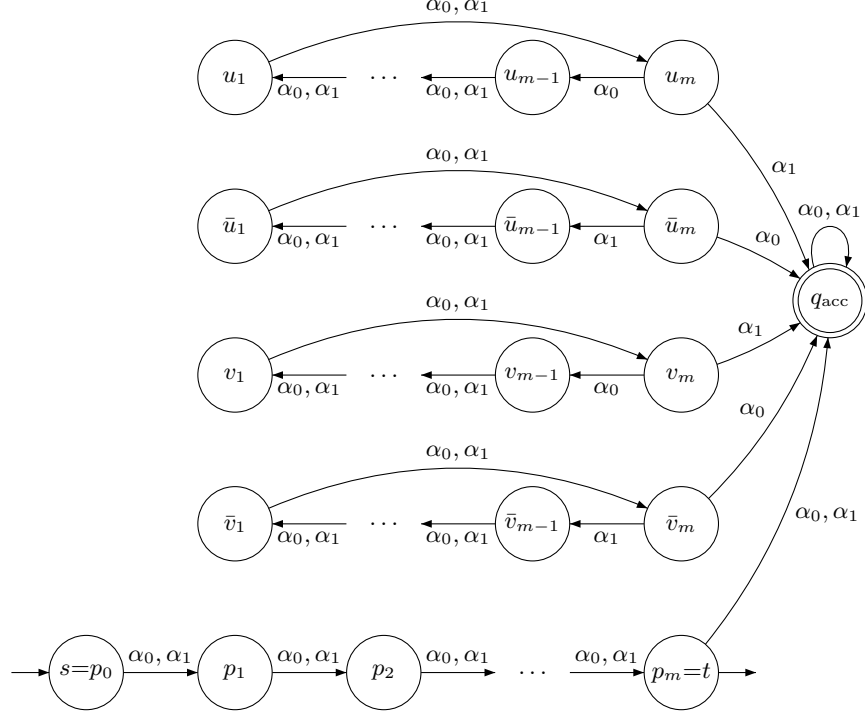 α₀, α₁
u₁ α₀, α₁ ⋯ α₀, α₁ uₘ₋₁ α₀ uₘ
α₁
α₀, α₁
ū₁ α₀, α₁ ⋯ α₀, α₁ ūₘ₋₁ α₁ ūₘ
α₀
α₀, α₁
q_acc
α₀, α₁
v₁ α₀, α₁ ⋯ α₀, α₁ vₘ₋₁ α₀ vₘ
α₁
α₀
α₀, α₁
v̄₁ α₀, α₁ ⋯ α₀, α₁ v̄ₘ₋₁ α₁ v̄ₘ
α₀, α₁
s=p₀ α₀, α₁ p₁ α₀, α₁ p₂ α₀, α₁ ⋯ α₀, α₁ pₘ=t